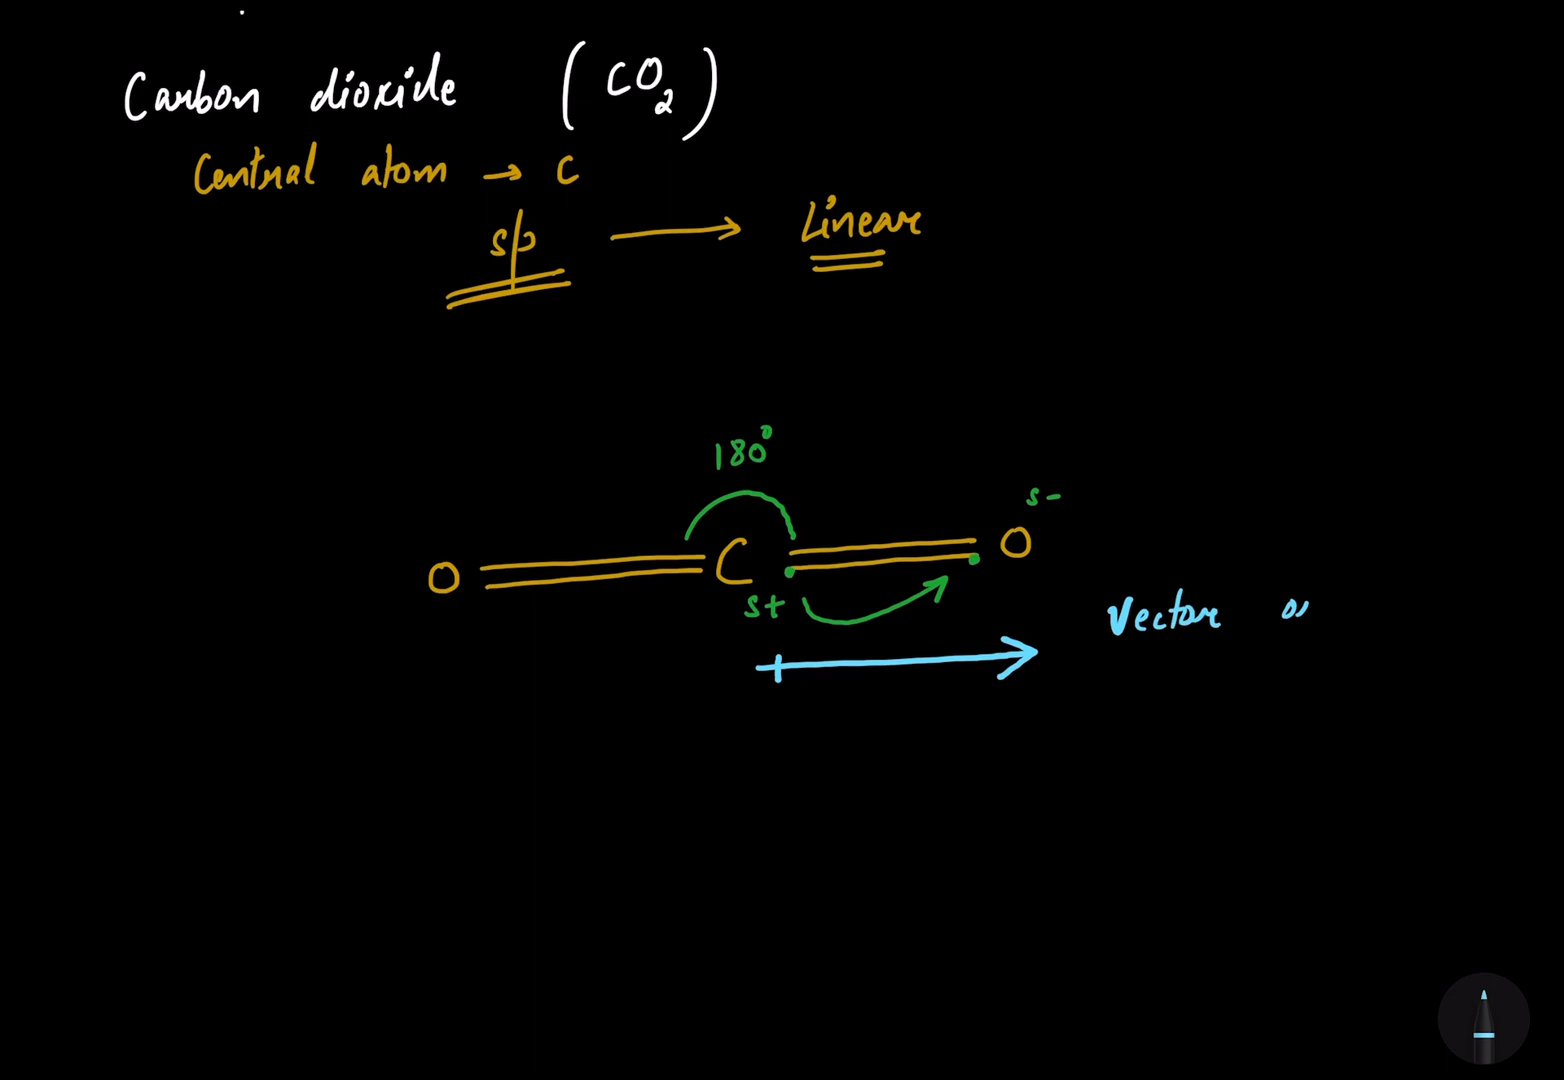 Carbon dioxide (CO₂)
Central atom → C
sp → Linear
180°
δ-
O = C = O
δ+
Vector